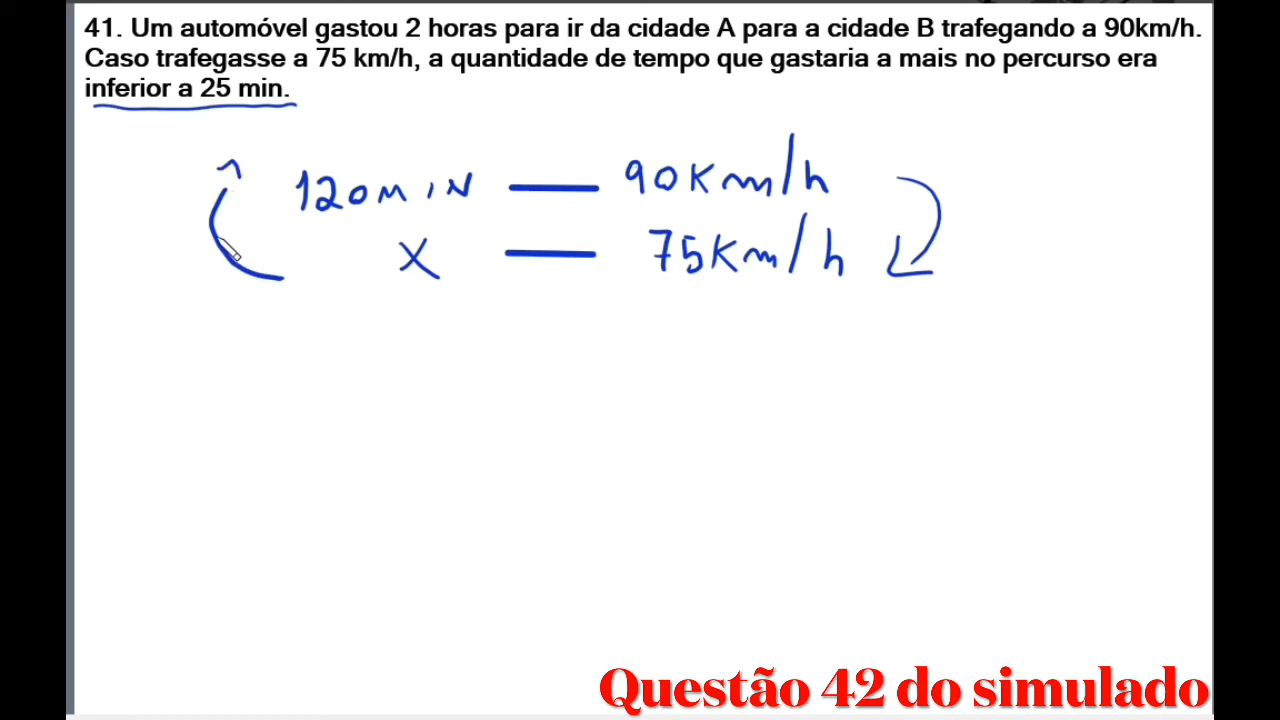 41. Um automóvel gastou 2 horas para ir da cidade A para a cidade B trafegando a 90km/h.
Caso trafegasse a 75 km/h, a quantidade de tempo que gastaria a mais no percurso era
inferior a 25 min.
120MIN — 90Km/h
X — 75Km/h
Questão 42 do simulado